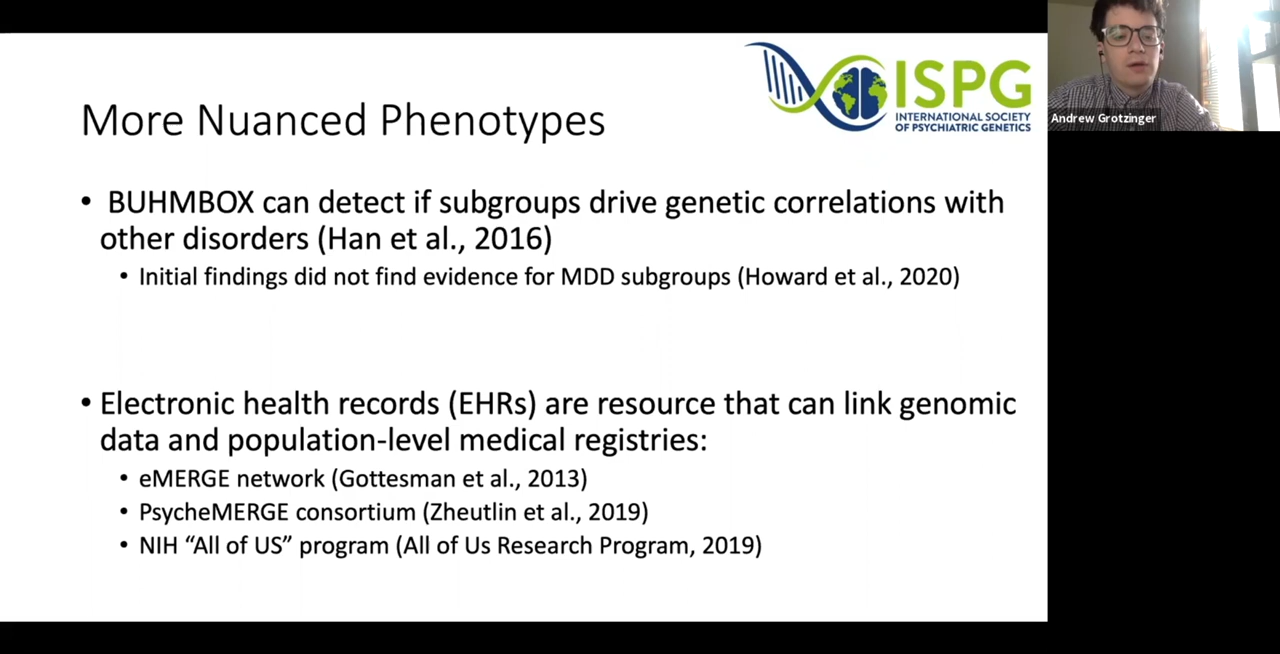 More Nuanced Phenotypes
ISPG
INTERNATIONAL SOCIETY
OF PSYCHIATRIC GENETICS
Andrew Grotzinger
• BUHMBOX can detect if subgroups drive genetic correlations with
other disorders (Han et al., 2016)
• Initial findings did not find evidence for MDD subgroups (Howard et al., 2020)
• Electronic health records (EHRs) are resource that can link genomic
data and population-level medical registries:
• eMERGE network (Gottesman et al., 2013)
• PsycheMERGE consortium (Zheutlin et al., 2019)
• NIH “All of US” program (All of Us Research Program, 2019)